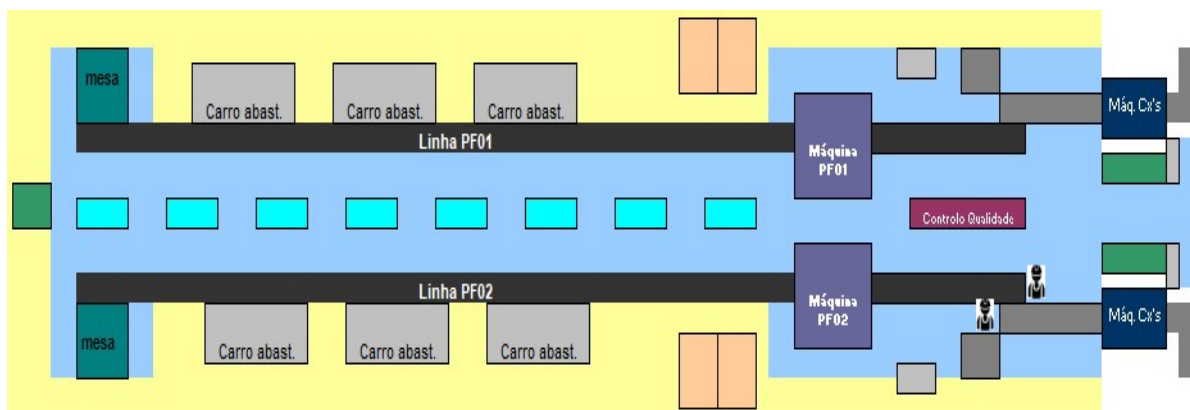 mesa
Carro abast.
Carro abast.
Carro abast.
Máq. Cx's
Linha PF01
Máquina
PF01
Controlo Qualidade
Linha PF02
Máquina
PF02
Máq. Cx's
mesa
Carro abast.
Carro abast.
Carro abast.